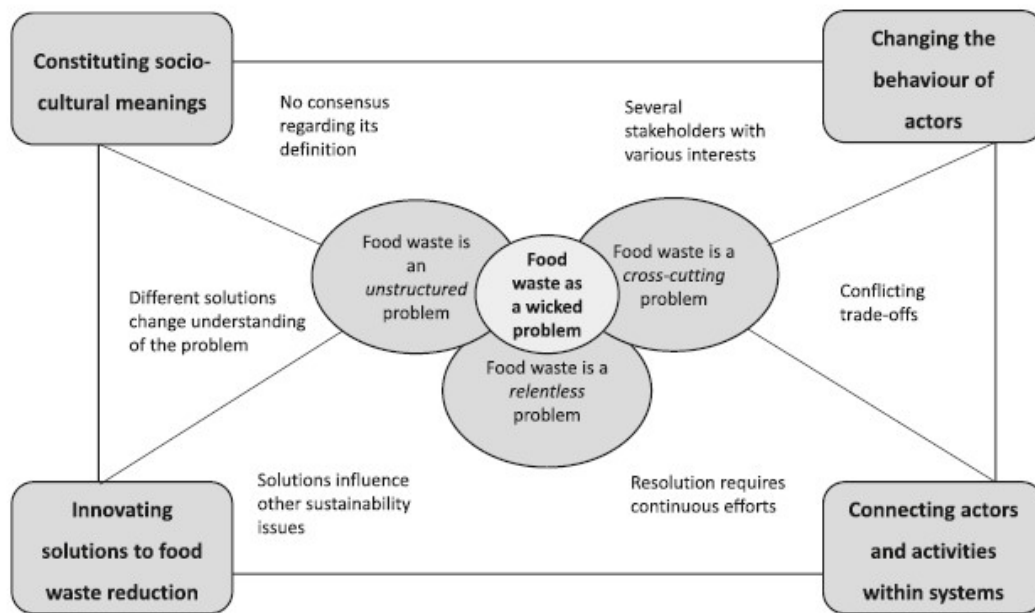 Constituting socio-
cultural meanings
Changing the
behaviour of
actors
No consensus
regarding its
definition
Several
stakeholders with
various interests
Food waste is
an
unstructured
problem
Food
waste as
a wicked
problem
Food waste is a
cross-cutting
problem
Different solutions
change understanding
of the problem
Conflicting
trade-offs
Food waste is a
relentless
problem
Solutions influence
other sustainability
issues
Resolution requires
continuous efforts
Innovating
solutions to food
waste reduction
Connecting actors
and activities
within systems